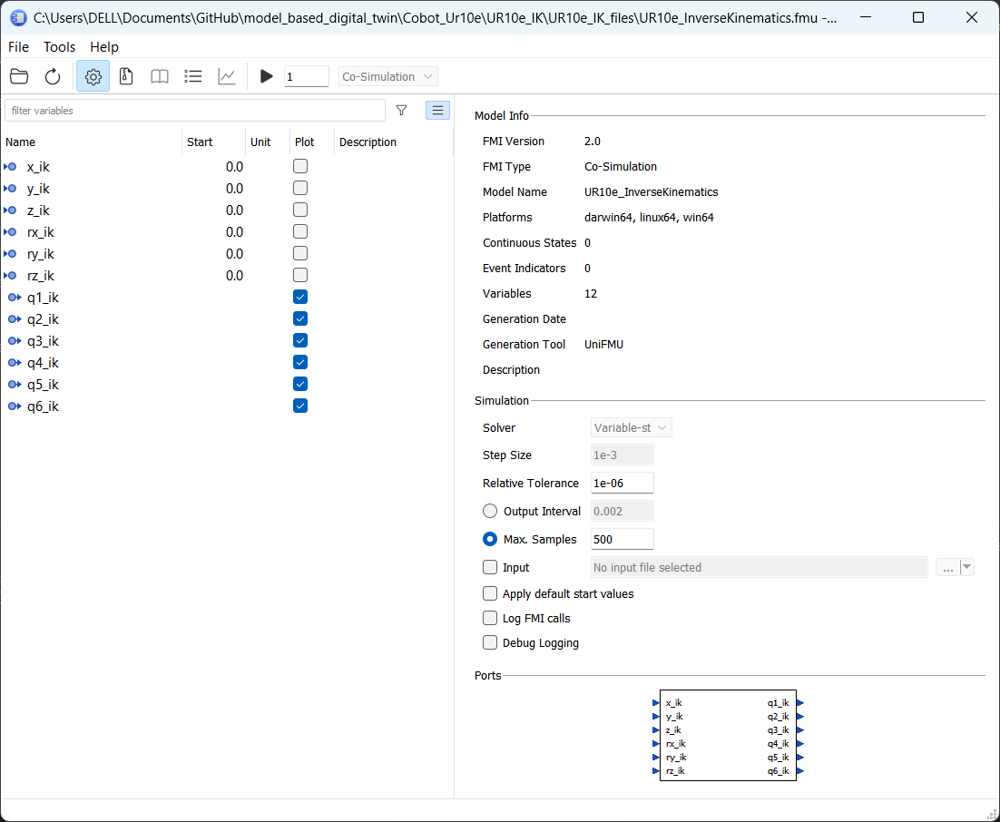 C:\Users\DELL\Documents\GitHub\model_based_digital_twin\Cobot_Ur10e\UR10e_IK\UR10e_IK_files\UR10e_InverseKinematics.fmu -...
File Tools Help
1 Co-Simulation
filter variables
Name Start Unit Plot Description
x_ik 0.0
y_ik 0.0
z_ik 0.0
rx_ik 0.0
ry_ik 0.0
rz_ik 0.0
q1_ik
q2_ik
q3_ik
q4_ik
q5_ik
q6_ik
Model Info
FMI Version 2.0
FMI Type Co-Simulation
Model Name UR10e_InverseKinematics
Platforms darwin64, linux64, win64
Continuous States 0
Event Indicators 0
Variables 12
Generation Date
Generation Tool UniFMU
Description
Simulation
Solver Variable-st
Step Size 1e-3
Relative Tolerance 1e-06
Output Interval 0.002
Max. Samples 500
Input No input file selected ...
Apply default start values
Log FMI calls
Debug Logging
Ports
x_ik q1_ik
y_ik q2_ik
z_ik q3_ik
rx_ik q4_ik
ry_ik q5_ik
rz_ik q6_ik